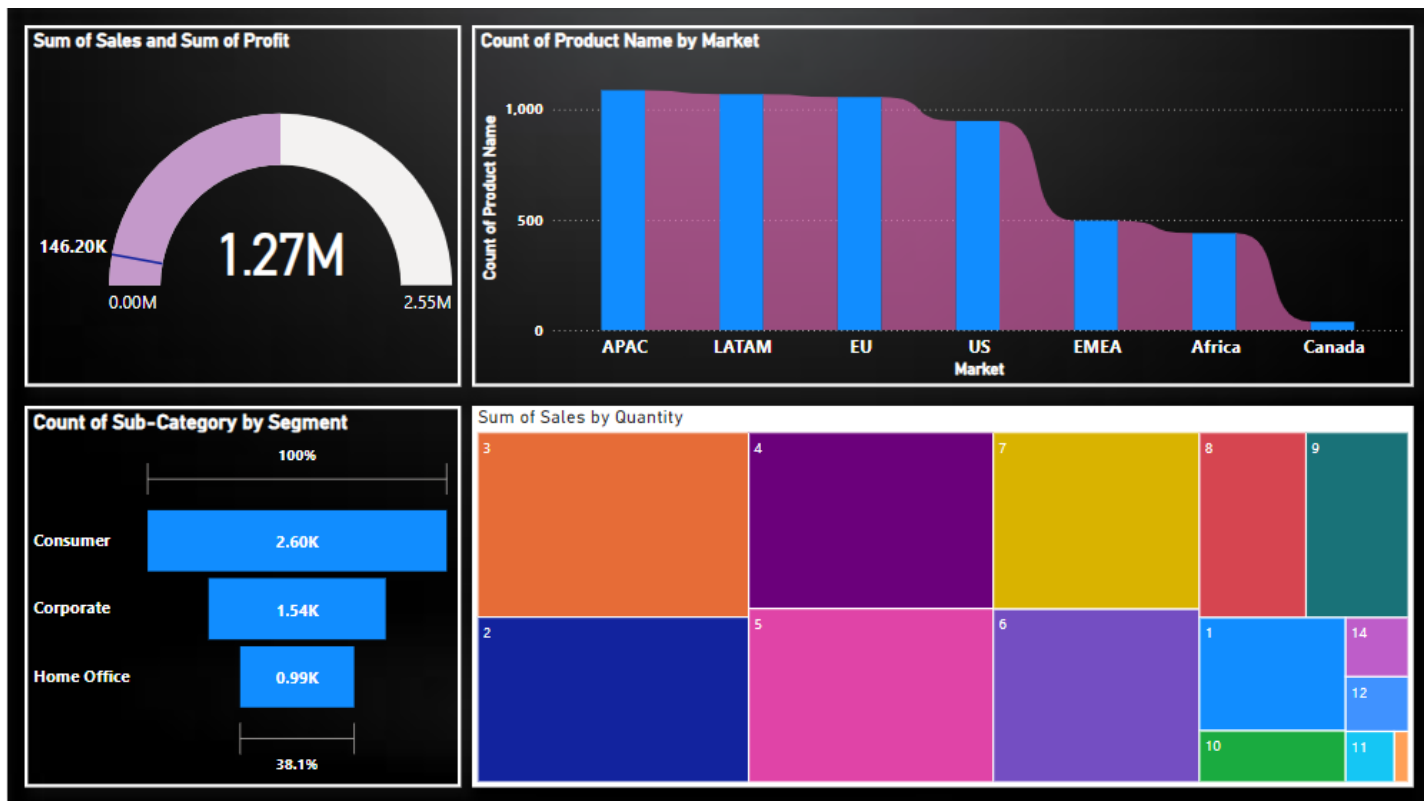 Sum of Sales and Sum of Profit
146.20K
1.27M
0.00M
2.55M
Count of Product Name by Market
Count of Product Name
1,000
500
0
APAC
LATAM
EU
US
EMEA
Africa
Canada
Market
Count of Sub-Category by Segment
100%
Consumer
2.60K
Corporate
1.54K
Home Office
0.99K
38.1%
Sum of Sales by Quantity
3
4
7
8
9
2
5
6
1
14
12
10
11